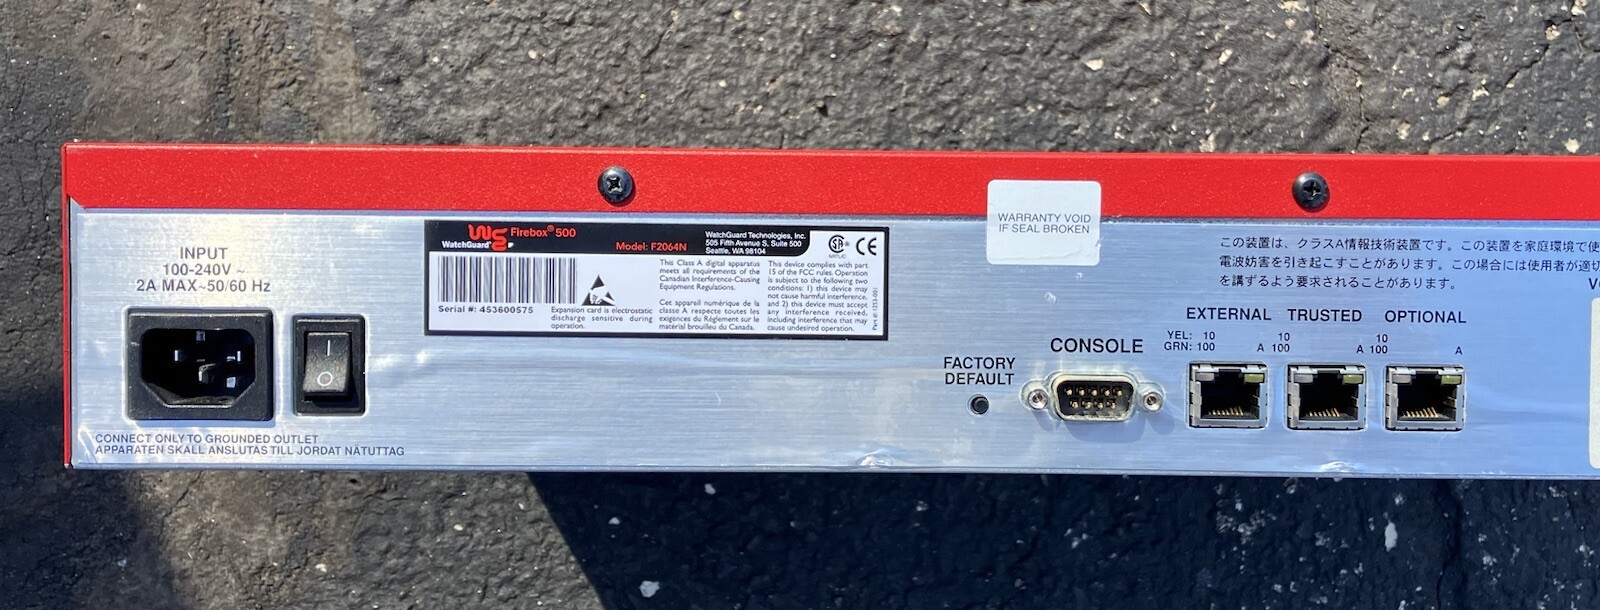 INPUT
100-240V ~
2A MAX~50/60 Hz
CONNECT ONLY TO GROUNDED OUTLET
APPARATEN SKALL ANSLUTAS TILL JORDAT NÄTUTTAG
WatchGuard
Firebox® 500
Model: F2064N
WatchGuard Technologies, Inc.
505 Fifth Avenue S, Suite 500
Seattle, WA 98104
Serial #: 453600575
Expansion card is electrostatic
discharge sensitive during
operation.
This Class A digital apparatus
meets all requirements of the
Canadian Interference-Causing
Equipment Regulations.
Cet appareil numérique de la
classe A respecte toutes les
exigences du Règlement sur le
matérial brouilleu du Canada.
This device complies with part
15 of the FCC rules. Operation
is subject to the following two
conditions: 1) this device may
not cause harmful interference,
and 2) this device must accept
any interference received,
including interference that may
cause undesired operation.
WARRANTY VOID
IF SEAL BROKEN
FACTORY
DEFAULT
CONSOLE
この装置は、クラスA情報技術装置です。この装置を家庭環境で使
電波妨害を引き起こすことがあります。この場合には使用者が適切
を講ずるよう要求されることがあります。
EXTERNAL TRUSTED OPTIONAL
YEL: 10 10 10
GRN: 100 A 100 A 100 A